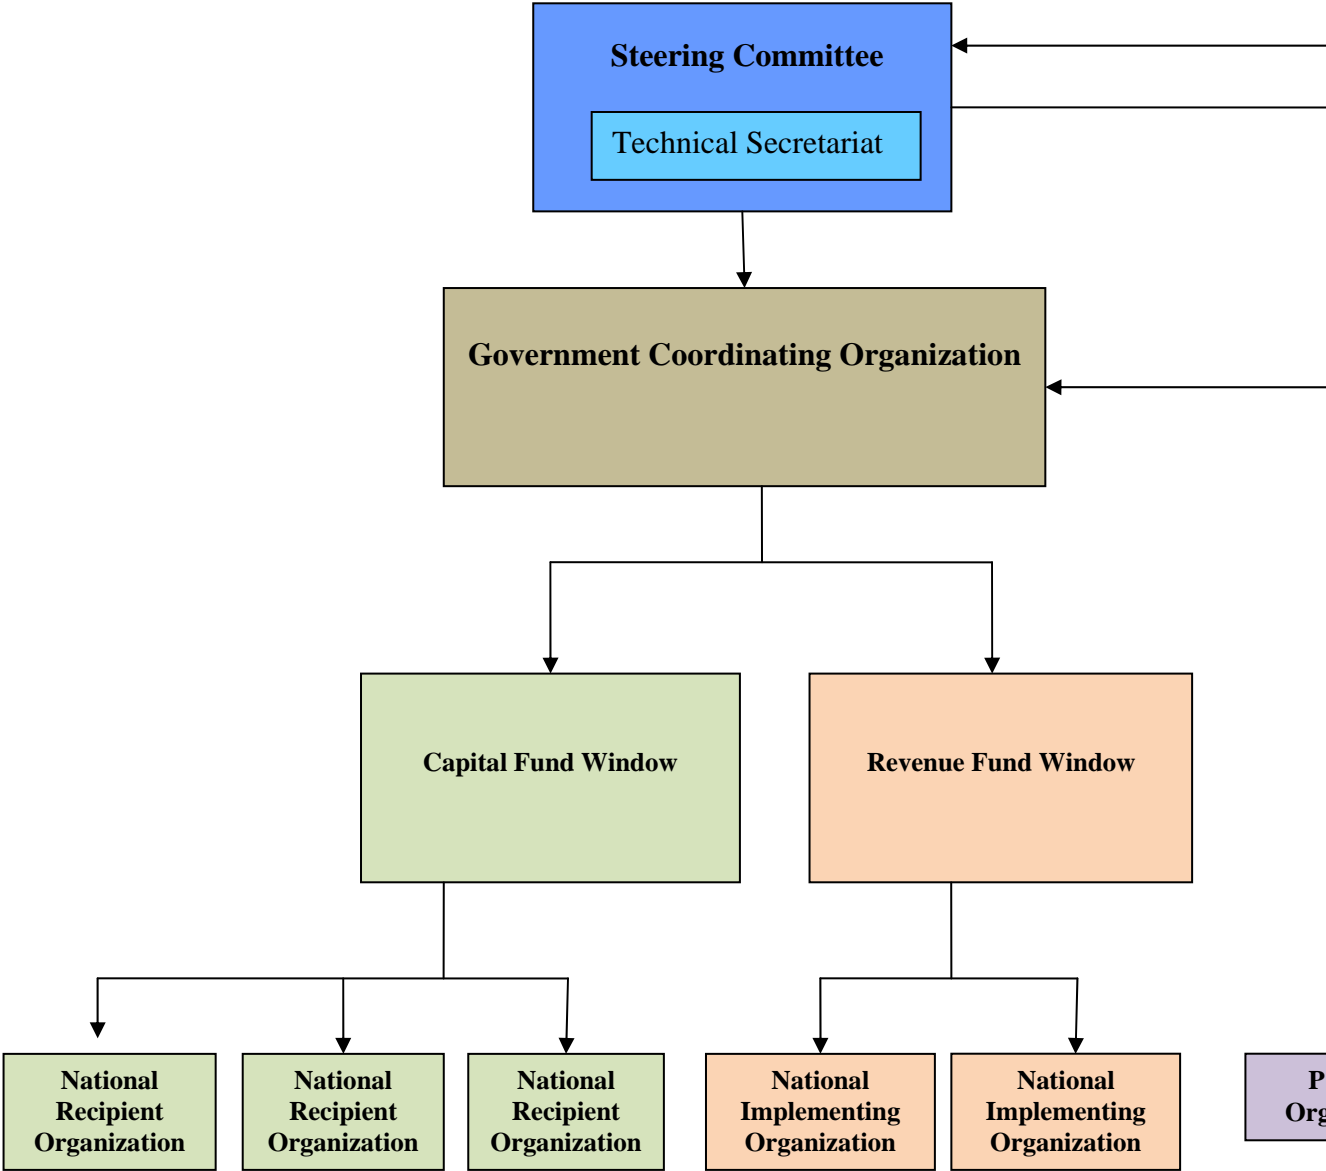 Steering Committee
Technical Secretariat
Government Coordinating Organization
Capital Fund Window
Revenue Fund Window
National
Recipient
Organization
National
Recipient
Organization
National
Recipient
Organization
National
Implementing
Organization
National
Implementing
Organization